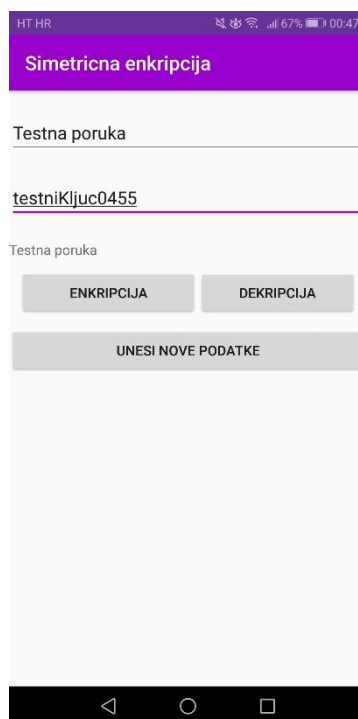 HT HR 67% 00:47
Simetricna enkripcija
Testna poruka
testniKljuc0455
Testna poruka
ENKRIPCIJA DEKRIPCIJA
UNESI NOVE PODATKE